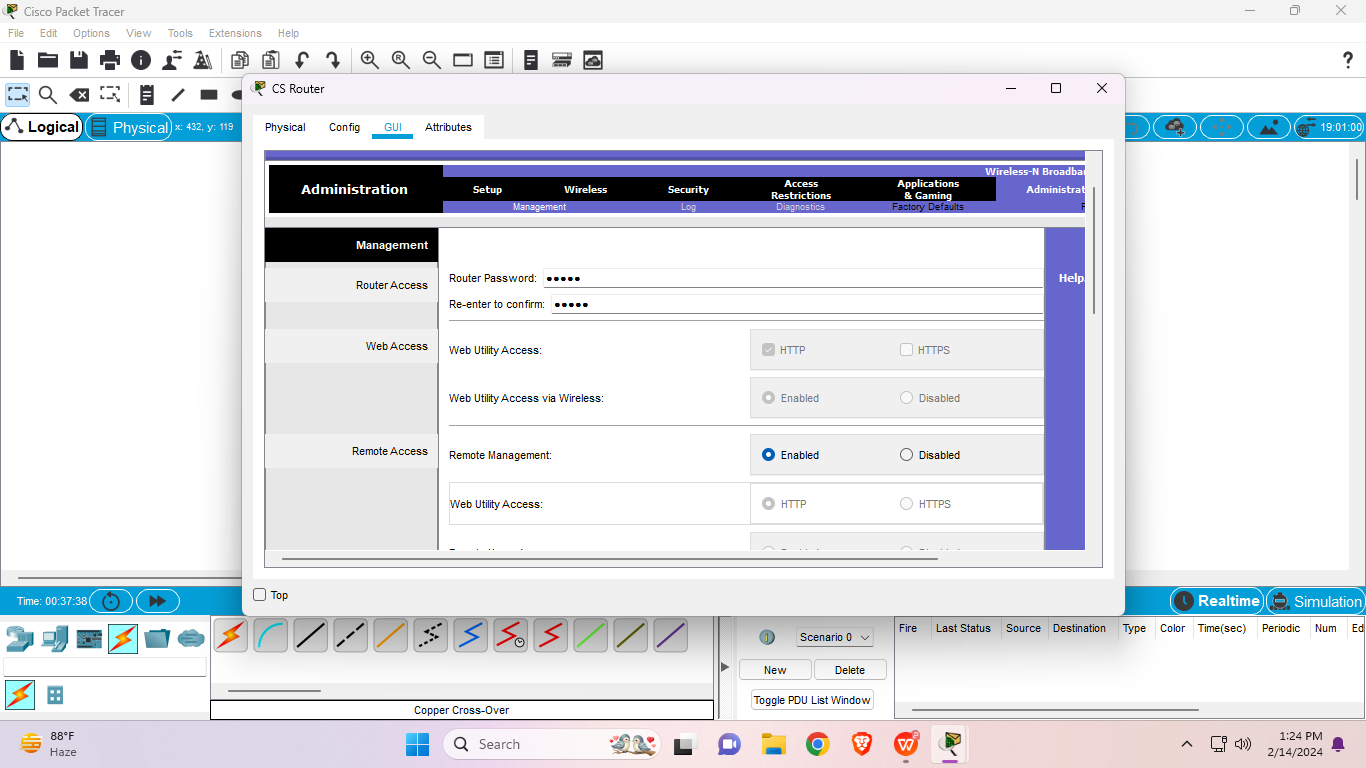 Cisco Packet Tracer
File Edit Options View Tools Extensions Help
CS Router
Logical Physical x: 432, y: 119 19:01:00
Physical Config GUI Attributes
Wireless-N Broadbar
Administration Setup Wireless Security Access Restrictions Applications & Gaming Administrat
Management Log Diagnostics Factory Defaults F
Management
Router Access Router Password: ●●●●● Help.
Re-enter to confirm: ●●●●●
Web Access Web Utility Access: HTTP HTTPS
Web Utility Access via Wireless: Enabled Disabled
Remote Access Remote Management: Enabled Disabled
Web Utility Access: HTTP HTTPS
Top
Time: 00:37:38 Realtime Simulation
Scenario 0
Fire Last Status Source Destination Type Color Time(sec) Periodic Num Ed
New Delete
Toggle PDU List Window
Copper Cross-Over
88°F
Haze
Search
1:24 PM
2/14/2024